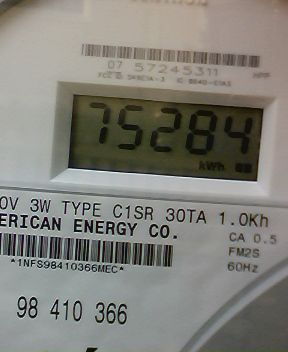 07 57245311
75284
kWh
0V 3W TYPE C1SR 30TA 1.0Kh
ERICAN ENERGY CO.
CA 0.5
FM2S
60Hz
*1NFS98410366MEC*
98 410 366